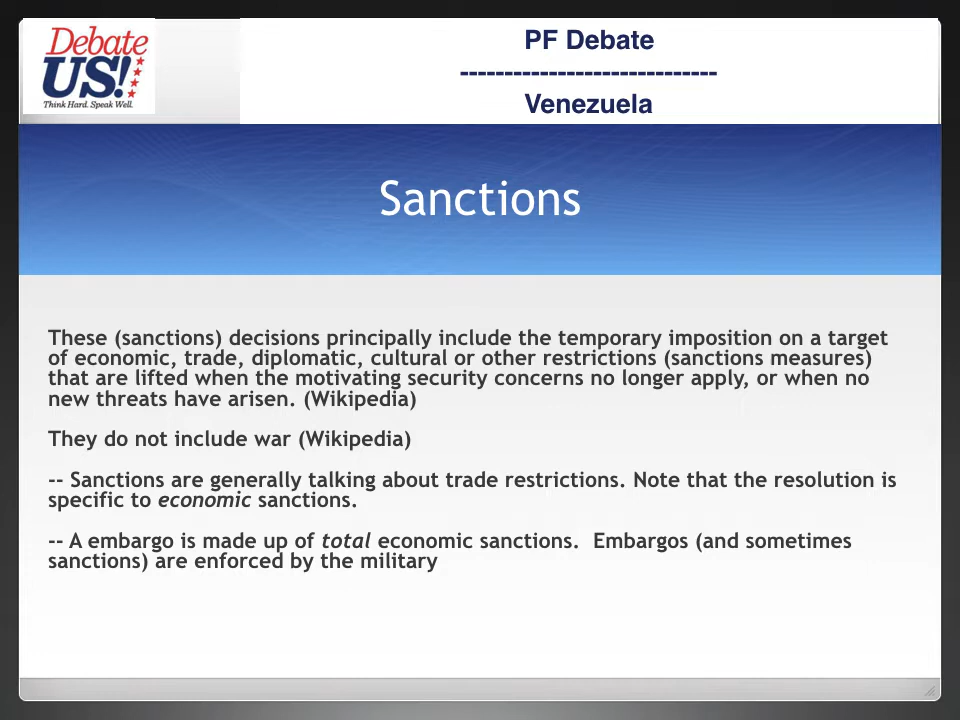 Debate
US!
Think Hard. Speak Well.
PF Debate
-----------------------------
Venezuela
Sanctions
These (sanctions) decisions principally include the temporary imposition on a target
of economic, trade, diplomatic, cultural or other restrictions (sanctions measures)
that are lifted when the motivating security concerns no longer apply, or when no
new threats have arisen. (Wikipedia)
They do not include war (Wikipedia)
-- Sanctions are generally talking about trade restrictions. Note that the resolution is
specific to economic sanctions.
-- A embargo is made up of total economic sanctions.  Embargos (and sometimes
sanctions) are enforced by the military